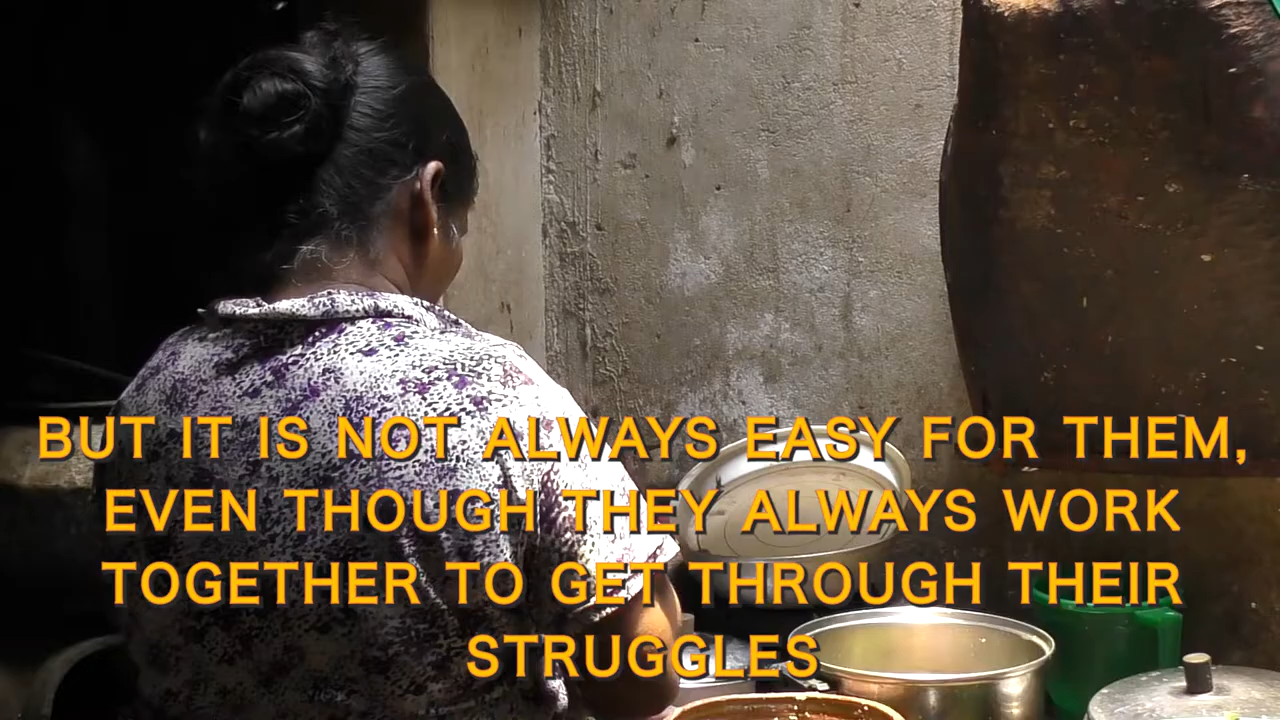 BUT IT IS NOT ALWAYS EASY FOR THEM,
EVEN THOUGH THEY ALWAYS WORK
TOGETHER TO GET THROUGH THEIR
STRUGGLES